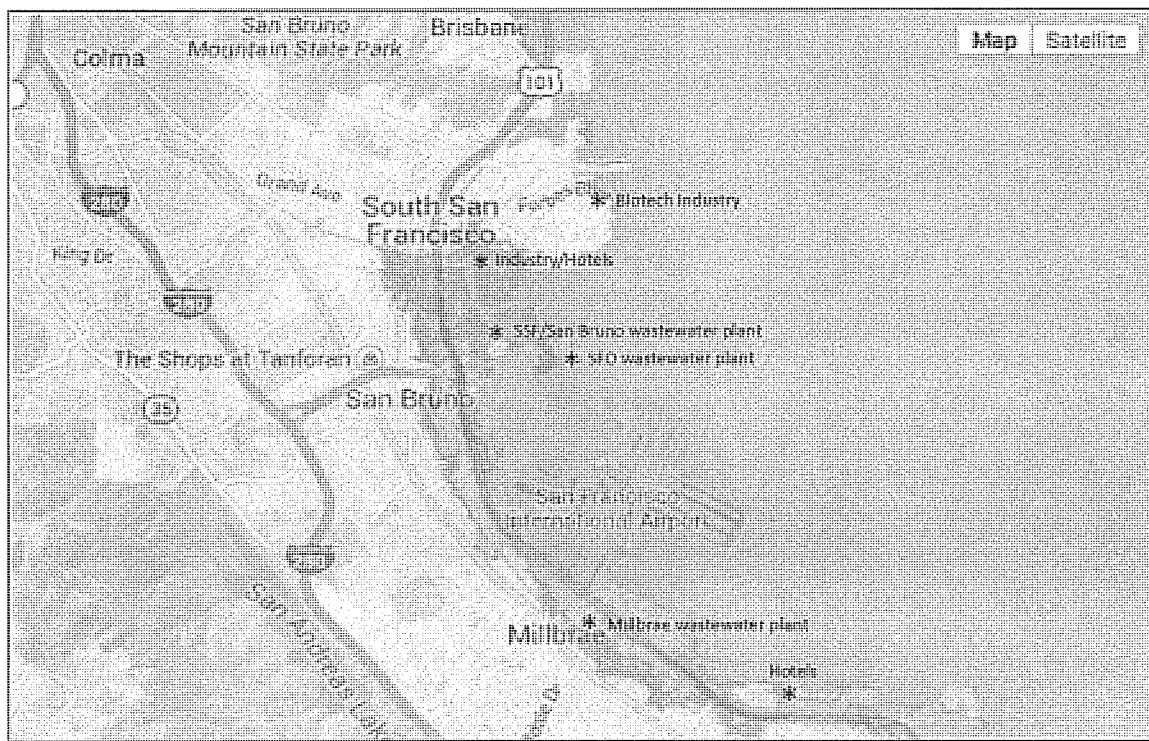 San Bruno
Mountain State Park
Brisbane
Map
Satellite
Colma
101
Grand Ave
South San
Francisco
Forbes Bl
* Biotech Industry
King Dr
* Industry/Hotels
* SSF/San Bruno wastewater plant
The Shops at Tanforan
* SFO wastewater plant
San Bruno
35
San Francisco
International Airport
San Andreas Lake
Millbrae
* Millbrae wastewater plant
Hotels
*